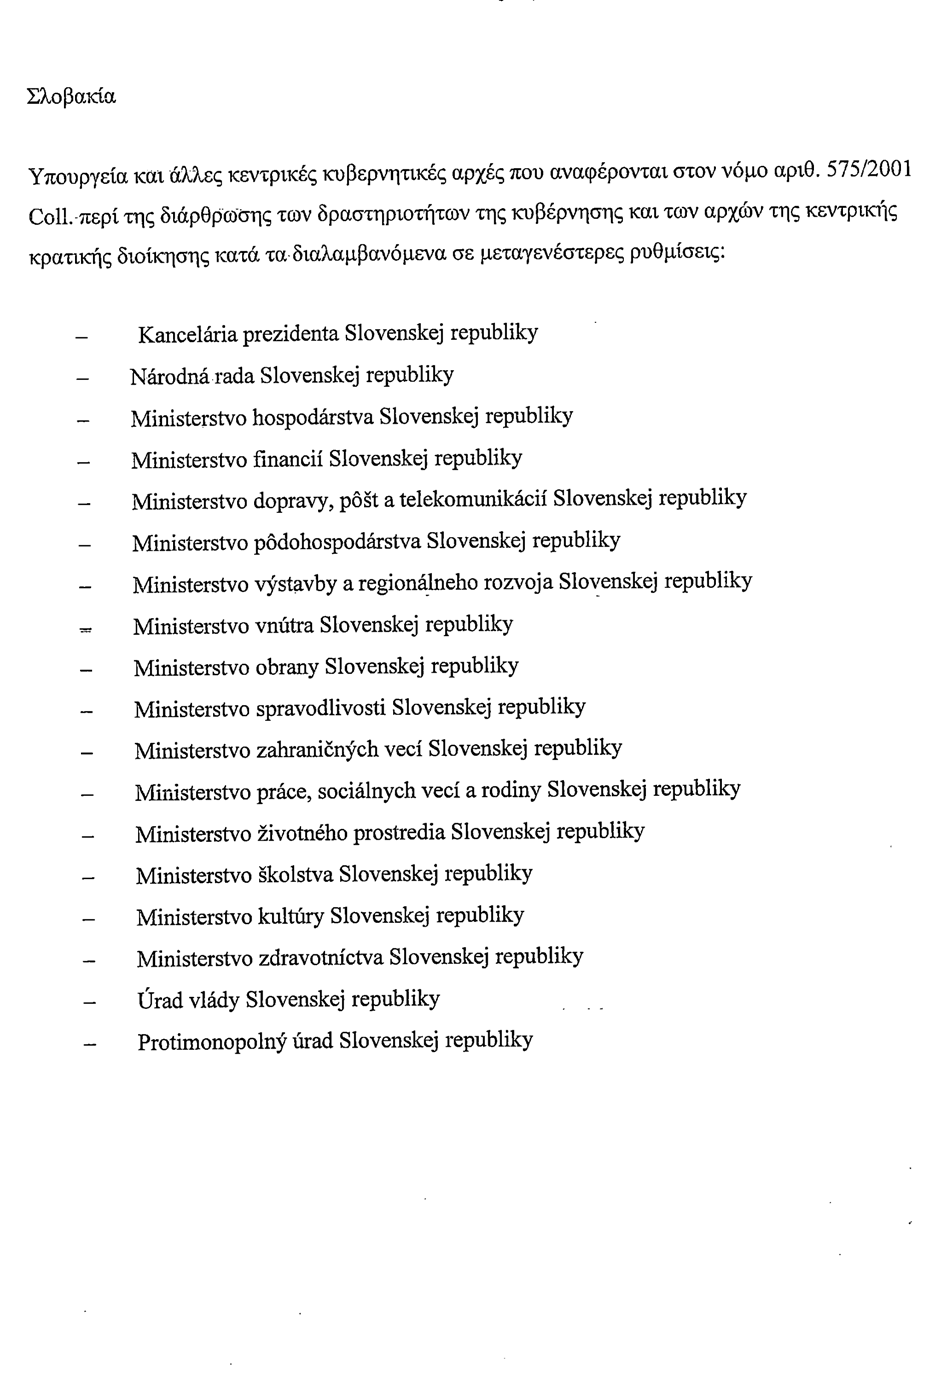 Σλοβακία
Υπουργεία και άλλες κεντρικές κυβερνητικές αρχές που αναφέρονται στον νόμο αριθ. 575/2001
Coll. περί της διάρθρωσης των δραστηριοτήτων της κυβέρνησης και των αρχών της κεντρικής
κρατικής διοίκησης κατά τα διαλαμβανόμενα σε μεταγενέστερες ρυθμίσεις:
– Kancelária prezidenta Slovenskej republiky
– Národná rada Slovenskej republiky
– Ministerstvo hospodárstva Slovenskej republiky
– Ministerstvo financií Slovenskej republiky
– Ministerstvo dopravy, pôšt a telekomunikácií Slovenskej republiky
– Ministerstvo pôdohospodárstva Slovenskej republiky
– Ministerstvo výstavby a regionálneho rozvoja Slovenskej republiky
– Ministerstvo vnútra Slovenskej republiky
– Ministerstvo obrany Slovenskej republiky
– Ministerstvo spravodlivosti Slovenskej republiky
– Ministerstvo zahraničných vecí Slovenskej republiky
– Ministerstvo práce, sociálnych vecí a rodiny Slovenskej republiky
– Ministerstvo životného prostredia Slovenskej republiky
– Ministerstvo školstva Slovenskej republiky
– Ministerstvo kultúry Slovenskej republiky
– Ministerstvo zdravotníctva Slovenskej republiky
– Úrad vlády Slovenskej republiky
– Protimonopolný úrad Slovenskej republiky